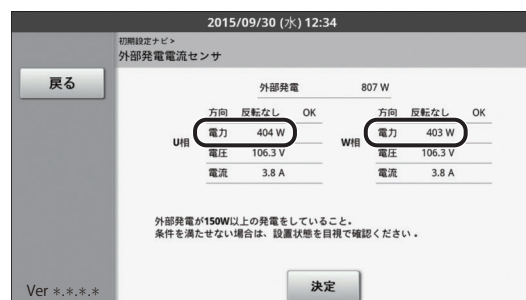 2015/09/30 (水) 12:34
初期設定ナビ>
外部発電電流センサ
戻る
外部発電 807 W
方向 反転なし OK 方向 反転なし OK
U相 電力 404 W W相 電力 403 W
電圧 106.3 V 電圧 106.3 V
電流 3.8 A 電流 3.8 A
外部発電が150W以上の発電をしていること。
条件を満たせない場合は、設置状態を目視で確認ください。
決定
Ver *.*.*.*